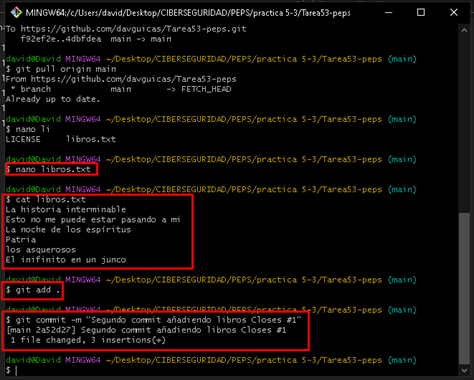 MINGW64:/c/Users/david/Desktop/CIBERSEGURIDAD/PEPS/practica 5-3/Tarea53-peps
To https://github.com/davguicas/Tarea53-peps.git
f92f2e..4dbfdea  main -> main
david@David MINGW64 ~/Desktop/CIBERSEGURIDAD/PEPS/practica 5-3/Tarea53-peps (main)
$ git pull origin main
From https://github.com/davguicas/Tarea53-peps
* branch            main       -> FETCH_HEAD
Already up to date.
david@David MINGW64 ~/Desktop/CIBERSEGURIDAD/PEPS/practica 5-3/Tarea53-peps (main)
$ nano li
LICENSE     libros.txt
david@David MINGW64 ~/Desktop/CIBERSEGURIDAD/PEPS/practica 5-3/Tarea53-peps (main)
$ nano libros.txt
david@David MINGW64 ~/Desktop/CIBERSEGURIDAD/PEPS/practica 5-3/Tarea53-peps (main)
$ cat libros.txt
La historia interminable
Esto no me puede estar pasando a mi
La noche de los espíritus
Patria
los asquerosos
El inifinito en un junco
david@David MINGW64 ~/Desktop/CIBERSEGURIDAD/PEPS/practica 5-3/Tarea53-peps (main)
$ git add .
david@David MINGW64 ~/Desktop/CIBERSEGURIDAD/PEPS/practica 5-3/Tarea53-peps (main)
$ git commit -m "Segundo commit añadiendo libros Closes #1"
[main 2a52d27] Segundo commit añadiendo libros Closes #1
1 file changed, 3 insertions(+)
david@David MINGW64 ~/Desktop/CIBERSEGURIDAD/PEPS/practica 5-3/Tarea53-peps (main)
$